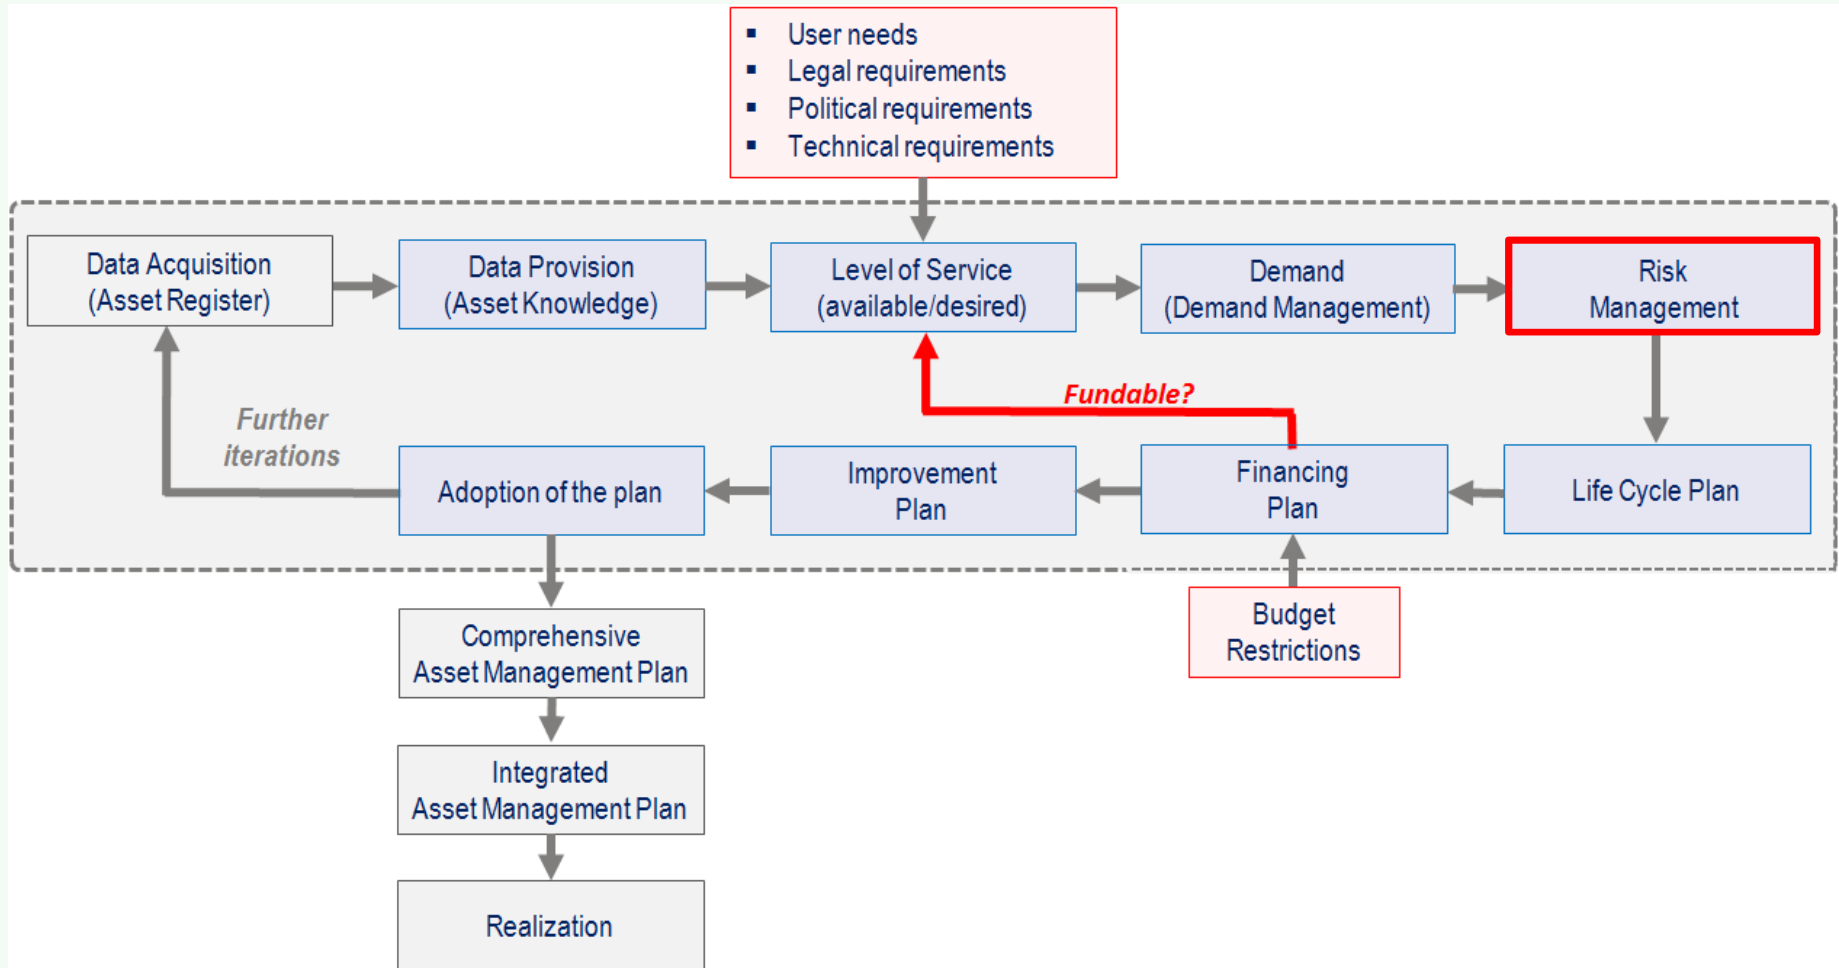 ▪ User needs
▪ Legal requirements
▪ Political requirements
▪ Technical requirements
Data Acquisition
(Asset Register)
Data Provision
(Asset Knowledge)
Level of Service
(available/desired)
Demand
(Demand Management)
Risk
Management
Fundable?
Further
iterations
Adoption of the plan
Improvement
Plan
Financing
Plan
Life Cycle Plan
Budget
Restrictions
Comprehensive
Asset Management Plan
Integrated
Asset Management Plan
Realization